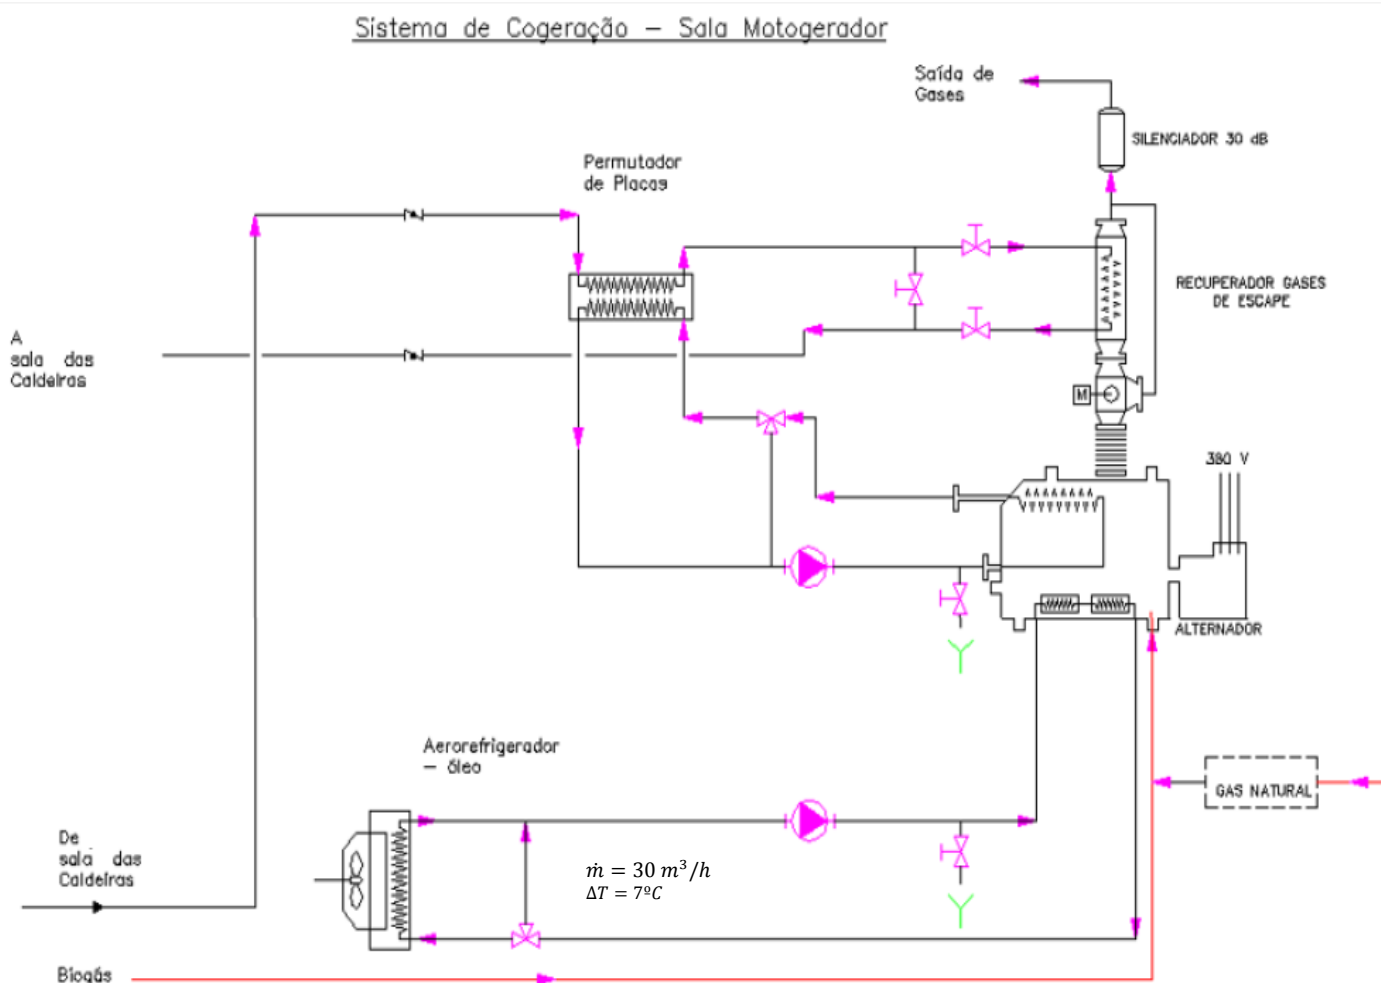 Sistema de Cogeração – Sala Motogerador
Saída de
Gases
SILENCIADOR 30 dB
Permutador
de Placas
RECUPERADOR GASES
DE ESCAPE
A
sala das
Caldeiras
M
380 V
ALTERNADOR
Aerorefrigerador
– óleo
GAS NATURAL
De
sala das
Caldeiras
ṁ = 30 m³/h
ΔT = 7ºC
Biogás